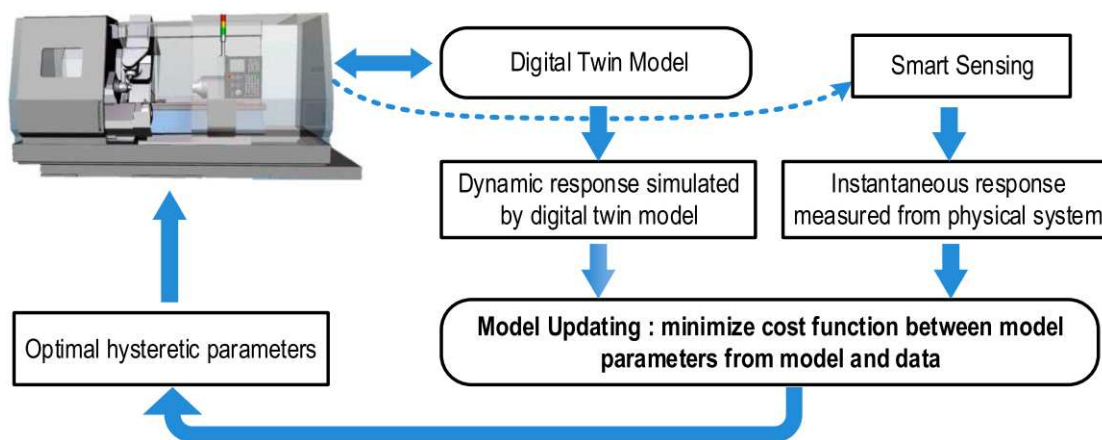 Digital Twin Model
Smart Sensing
Dynamic response simulated
by digital twin model
Instantaneous response
measured from physical system
Model Updating : minimize cost function between model
parameters from model and data
Optimal hysteretic parameters